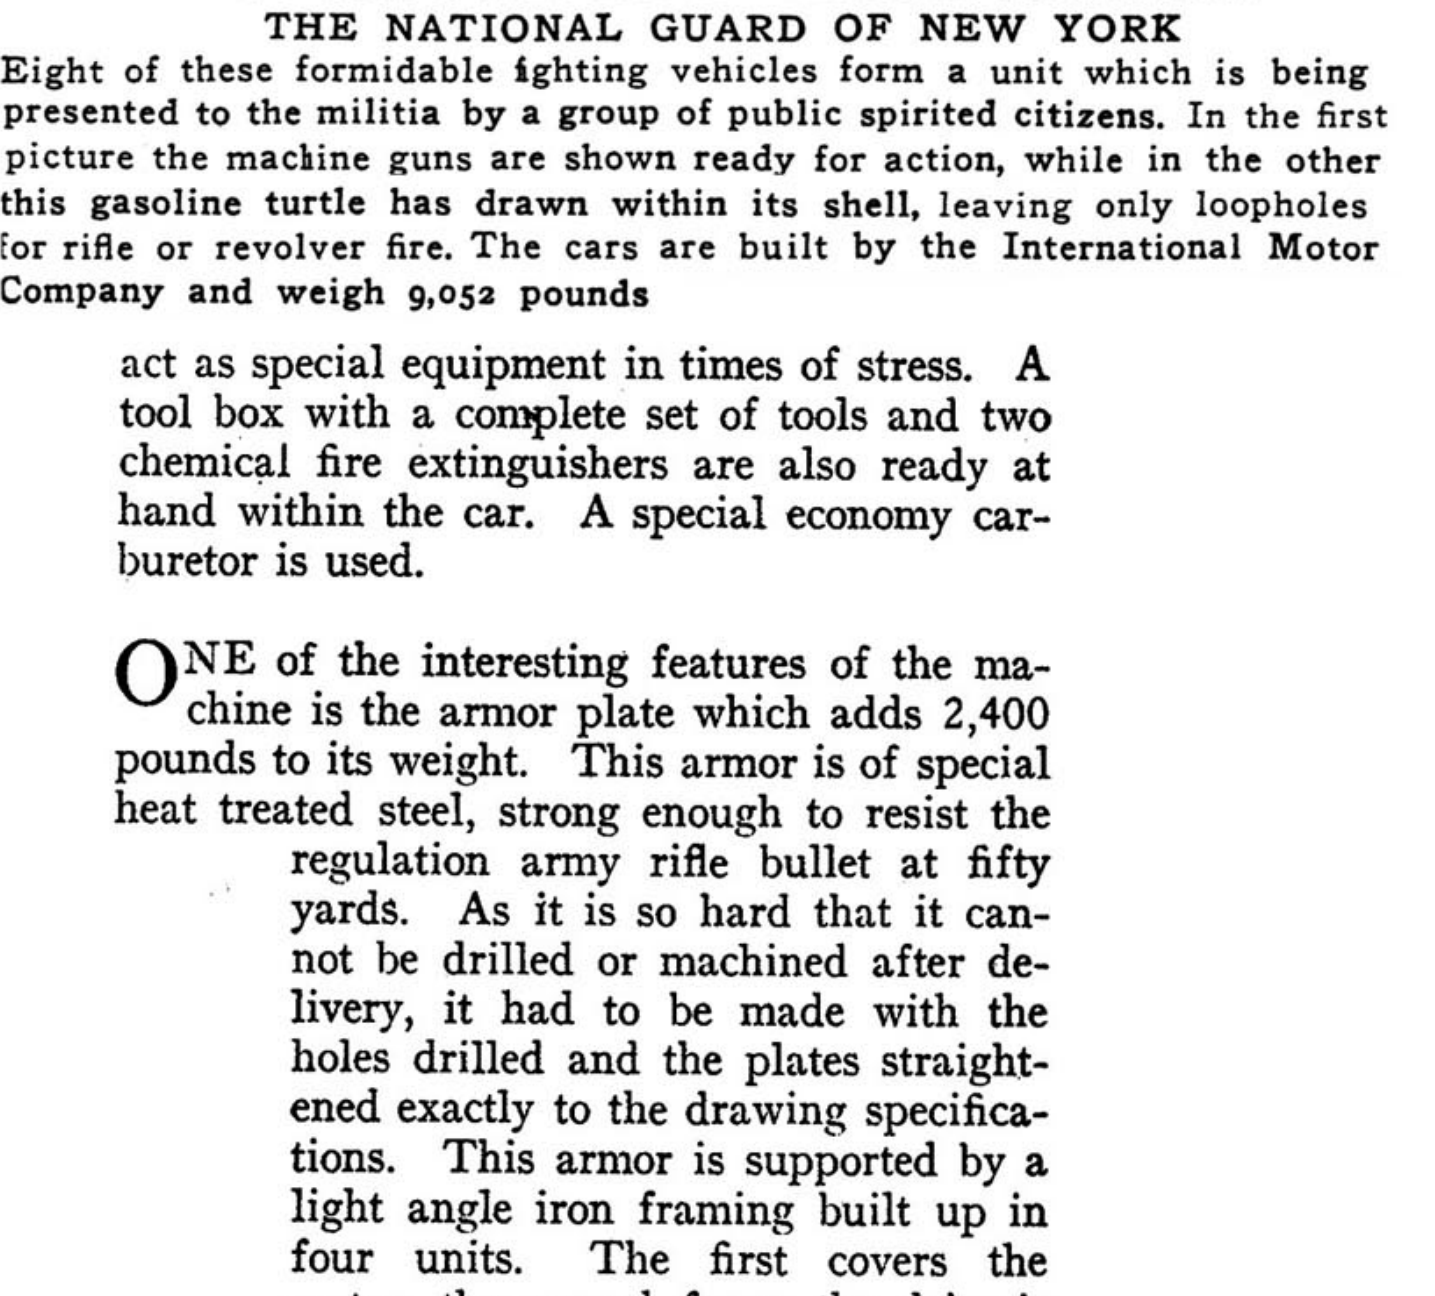 THE NATIONAL GUARD OF NEW YORK
Eight of these formidable fighting vehicles form a unit which is being
presented to the militia by a group of public spirited citizens. In the first
picture the machine guns are shown ready for action, while in the other
this gasoline turtle has drawn within its shell, leaving only loopholes
for rifle or revolver fire. The cars are built by the International Motor
Company and weigh 9,052 pounds
act as special equipment in times of stress. A
tool box with a complete set of tools and two
chemical fire extinguishers are also ready at
hand within the car. A special economy car-
buretor is used.
ONE of the interesting features of the ma-
chine is the armor plate which adds 2,400
pounds to its weight. This armor is of special
heat treated steel, strong enough to resist the
regulation army rifle bullet at fifty
yards. As it is so hard that it can-
not be drilled or machined after de-
livery, it had to be made with the
holes drilled and the plates straight-
ened exactly to the drawing specifica-
tions. This armor is supported by a
light angle iron framing built up in
four units. The first covers the